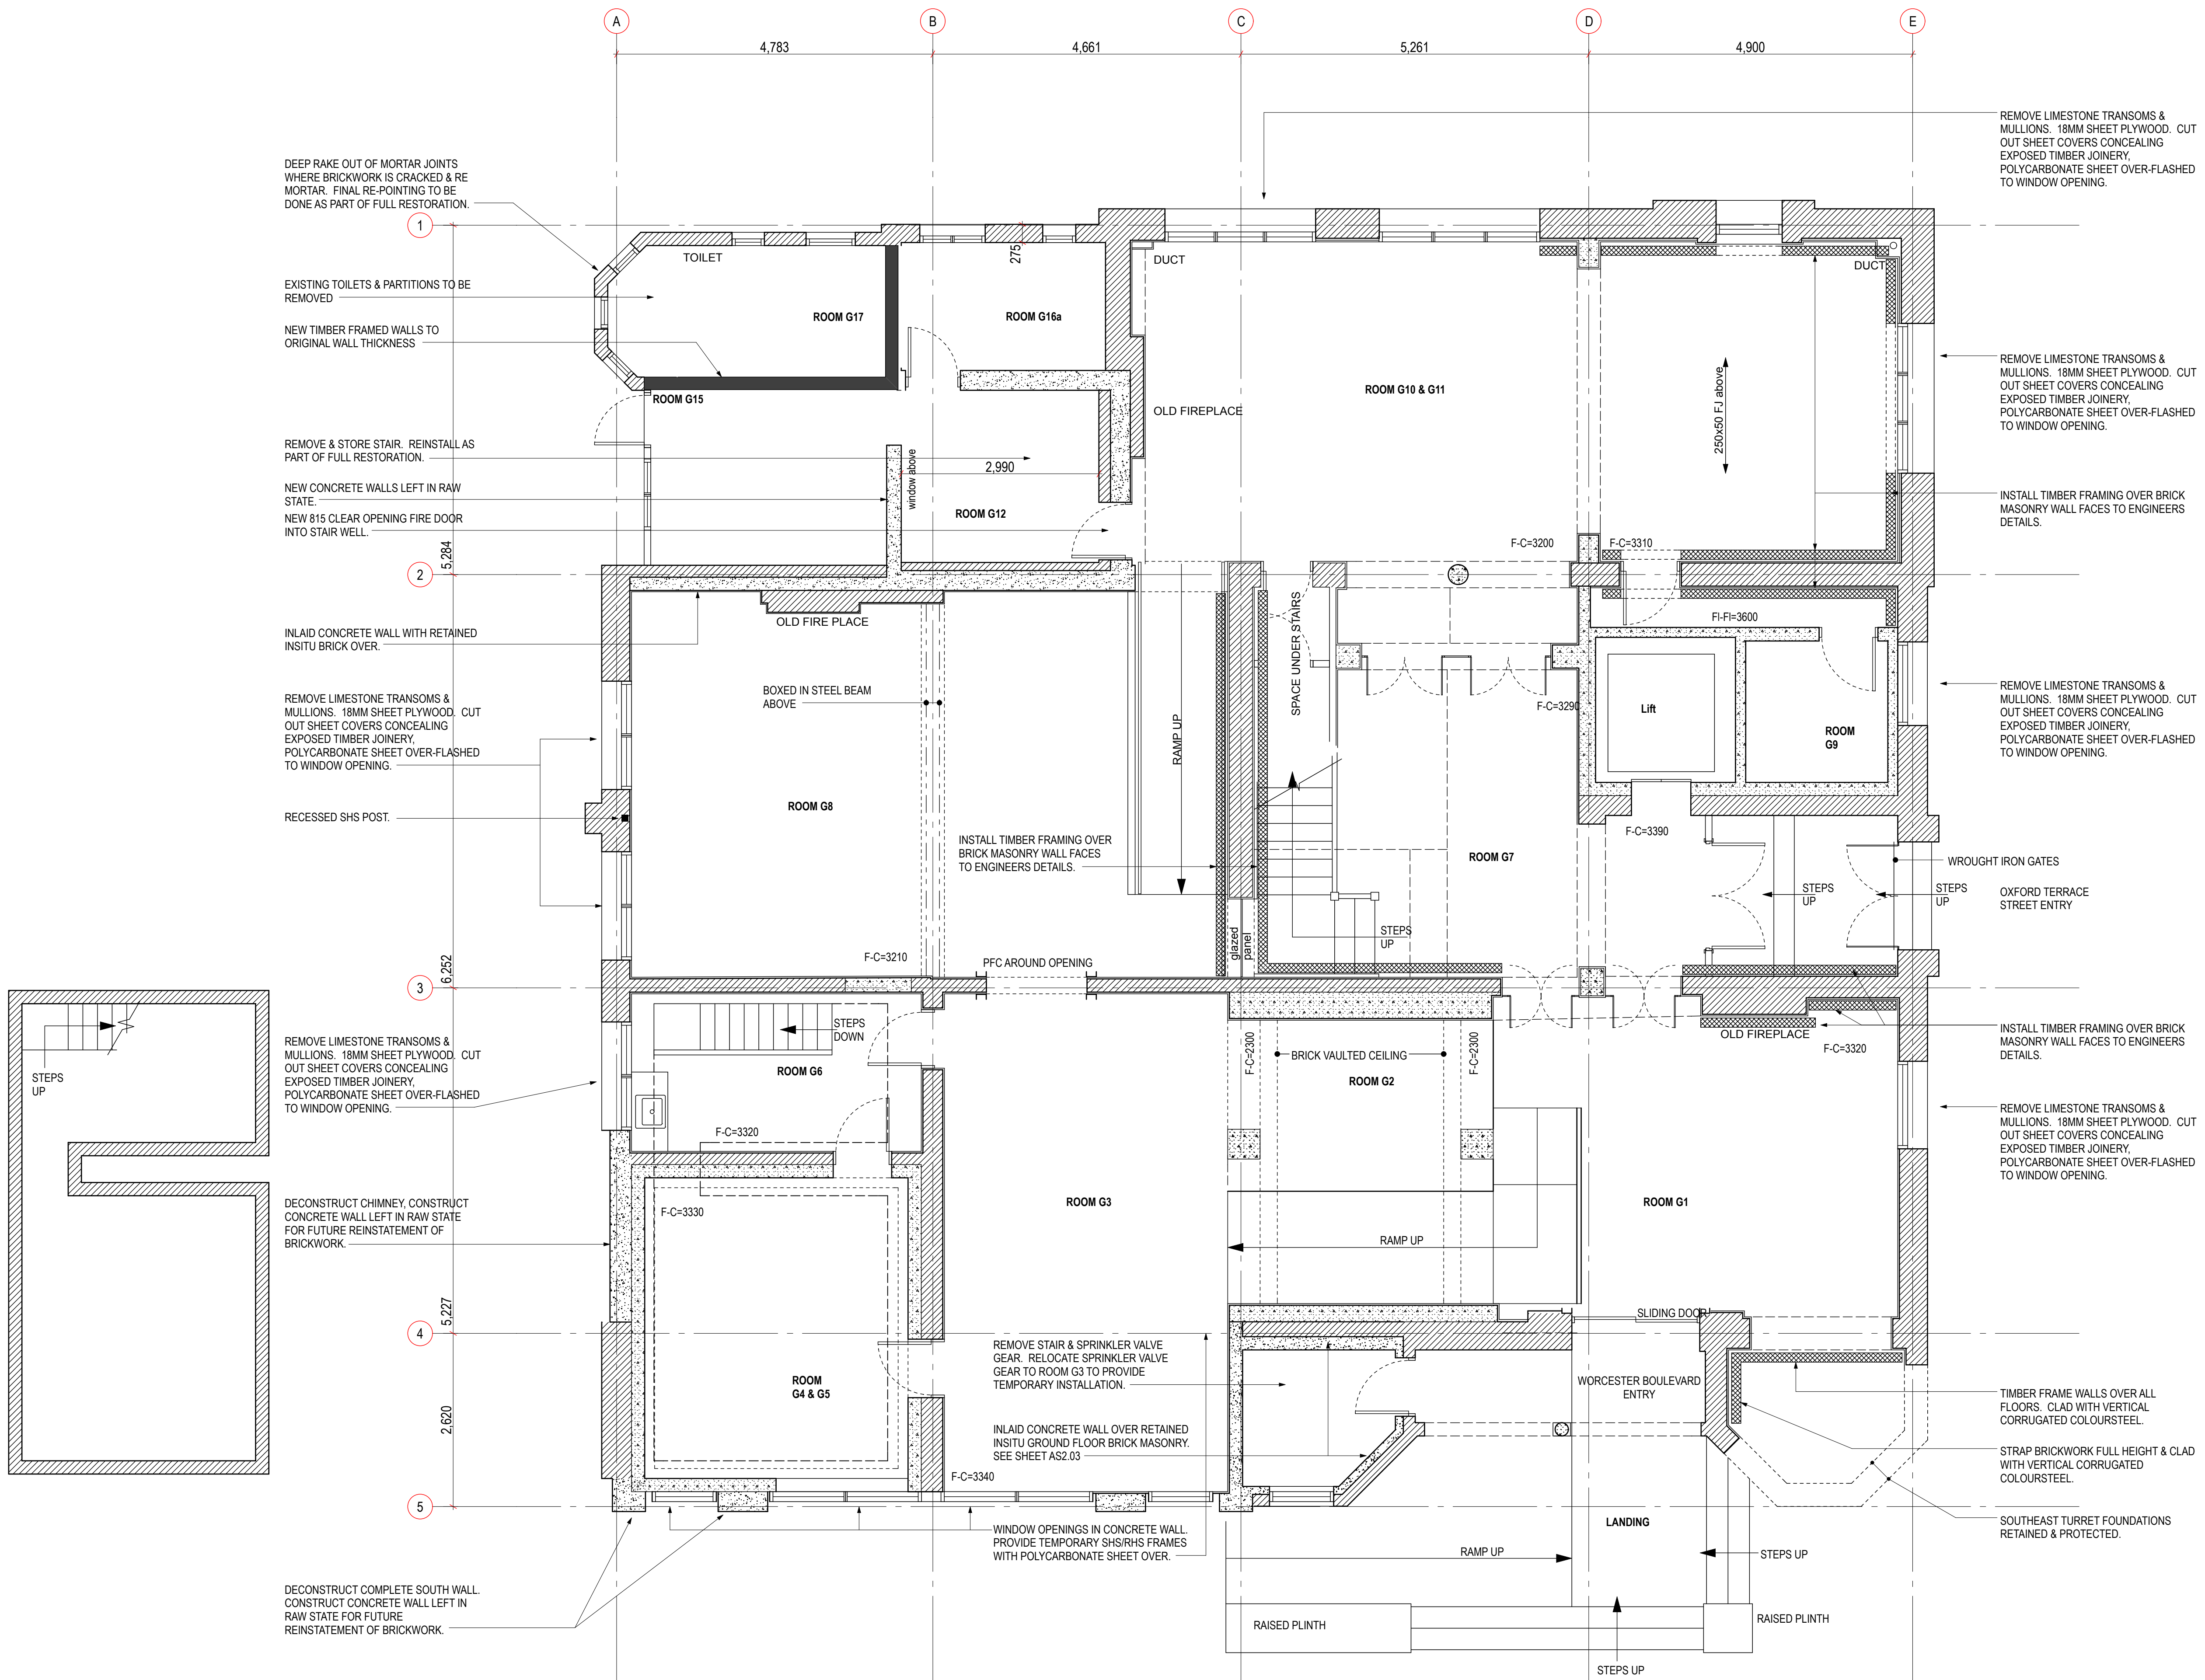 A
B
C
D
E
4,783
4,661
5,261
4,900
REMOVE LIMESTONE TRANSOMS &
MULLIONS. 18MM SHEET PLYWOOD. CUT
OUT SHEET COVERS CONCEALING
EXPOSED TIMBER JOINERY,
POLYCARBONATE SHEET OVER-FLASHED
TO WINDOW OPENING.
DEEP RAKE OUT OF MORTAR JOINTS
WHERE BRICKWORK IS CRACKED & RE
MORTAR. FINAL RE-POINTING TO BE
DONE AS PART OF FULL RESTORATION.
1
275
TOILET
DUCT
DUCT
EXISTING TOILETS & PARTITIONS TO BE
REMOVED
ROOM G17
ROOM G16a
NEW TIMBER FRAMED WALLS TO
ORIGINAL WALL THICKNESS
REMOVE LIMESTONE TRANSOMS &
MULLIONS. 18MM SHEET PLYWOOD. CUT
OUT SHEET COVERS CONCEALING
EXPOSED TIMBER JOINERY,
POLYCARBONATE SHEET OVER-FLASHED
TO WINDOW OPENING.
ROOM G15
OLD FIREPLACE
ROOM G10 & G11
250x50 FJ above
REMOVE & STORE STAIR. REINSTALL AS
PART OF FULL RESTORATION.
window above
2,990
NEW CONCRETE WALLS LEFT IN RAW
STATE.
INSTALL TIMBER FRAMING OVER BRICK
MASONRY WALL FACES TO ENGINEERS
DETAILS.
NEW 815 CLEAR OPENING FIRE DOOR
INTO STAIR WELL.
ROOM G12
5,284
F-C=3200
F-C=3310
2
INLAID CONCRETE WALL WITH RETAINED
INSITU BRICK OVER.
OLD FIRE PLACE
SPACE UNDER STAIRS
FI-FI=3600
REMOVE LIMESTONE TRANSOMS &
MULLIONS. 18MM SHEET PLYWOOD. CUT
OUT SHEET COVERS CONCEALING
EXPOSED TIMBER JOINERY,
POLYCARBONATE SHEET OVER-FLASHED
TO WINDOW OPENING.
BOXED IN STEEL BEAM
ABOVE
RAMP UP
F-C=3290
Lift
ROOM
G9
REMOVE LIMESTONE TRANSOMS &
MULLIONS. 18MM SHEET PLYWOOD. CUT
OUT SHEET COVERS CONCEALING
EXPOSED TIMBER JOINERY,
POLYCARBONATE SHEET OVER-FLASHED
TO WINDOW OPENING.
ROOM G8
RECESSED SHS POST.
INSTALL TIMBER FRAMING OVER
BRICK MASONRY WALL FACES
TO ENGINEERS DETAILS.
ROOM G7
F-C=3390
WROUGHT IRON GATES
STEPS
UP
STEPS
UP
OXFORD TERRACE
STREET ENTRY
STEPS
UP
glazed
panel
F-C=3210
PFC AROUND OPENING
6,252
3
STEPS
UP
STEPS
DOWN
REMOVE LIMESTONE TRANSOMS &
MULLIONS. 18MM SHEET PLYWOOD. CUT
OUT SHEET COVERS CONCEALING
EXPOSED TIMBER JOINERY,
POLYCARBONATE SHEET OVER-FLASHED
TO WINDOW OPENING.
ROOM G6
F-C=3320
F-C=2300
BRICK VAULTED CEILING
F-C=2300
ROOM G2
OLD FIREPLACE
F-C=3320
INSTALL TIMBER FRAMING OVER BRICK
MASONRY WALL FACES TO ENGINEERS
DETAILS.
REMOVE LIMESTONE TRANSOMS &
MULLIONS. 18MM SHEET PLYWOOD. CUT
OUT SHEET COVERS CONCEALING
EXPOSED TIMBER JOINERY,
POLYCARBONATE SHEET OVER-FLASHED
TO WINDOW OPENING.
DECONSTRUCT CHIMNEY, CONSTRUCT
CONCRETE WALL LEFT IN RAW STATE
FOR FUTURE REINSTATEMENT OF
BRICKWORK.
F-C=3330
ROOM G3
ROOM G1
RAMP UP
5,227
4
SLIDING DOOR
REMOVE STAIR & SPRINKLER VALVE
GEAR. RELOCATE SPRINKLER VALVE
GEAR TO ROOM G3 TO PROVIDE
TEMPORARY INSTALLATION.
ROOM
G4 & G5
WORCESTER BOULEVARD
ENTRY
TIMBER FRAME WALLS OVER ALL
FLOORS. CLAD WITH VERTICAL
CORRUGATED COLOURSTEEL.
2,620
INLAID CONCRETE WALL OVER RETAINED
INSITU GROUND FLOOR BRICK MASONRY.
SEE SHEET AS2.03
STRAP BRICKWORK FULL HEIGHT & CLAD
WITH VERTICAL CORRUGATED
COLOURSTEEL.
F-C=3340
5
WINDOW OPENINGS IN CONCRETE WALL.
PROVIDE TEMPORARY SHS/RHS FRAMES
WITH POLYCARBONATE SHEET OVER.
LANDING
SOUTHEAST TURRET FOUNDATIONS
RETAINED & PROTECTED.
RAMP UP
STEPS UP
DECONSTRUCT COMPLETE SOUTH WALL.
CONSTRUCT CONCRETE WALL LEFT IN
RAW STATE FOR FUTURE
REINSTATEMENT OF BRICKWORK.
RAISED PLINTH
RAISED PLINTH
STEPS UP